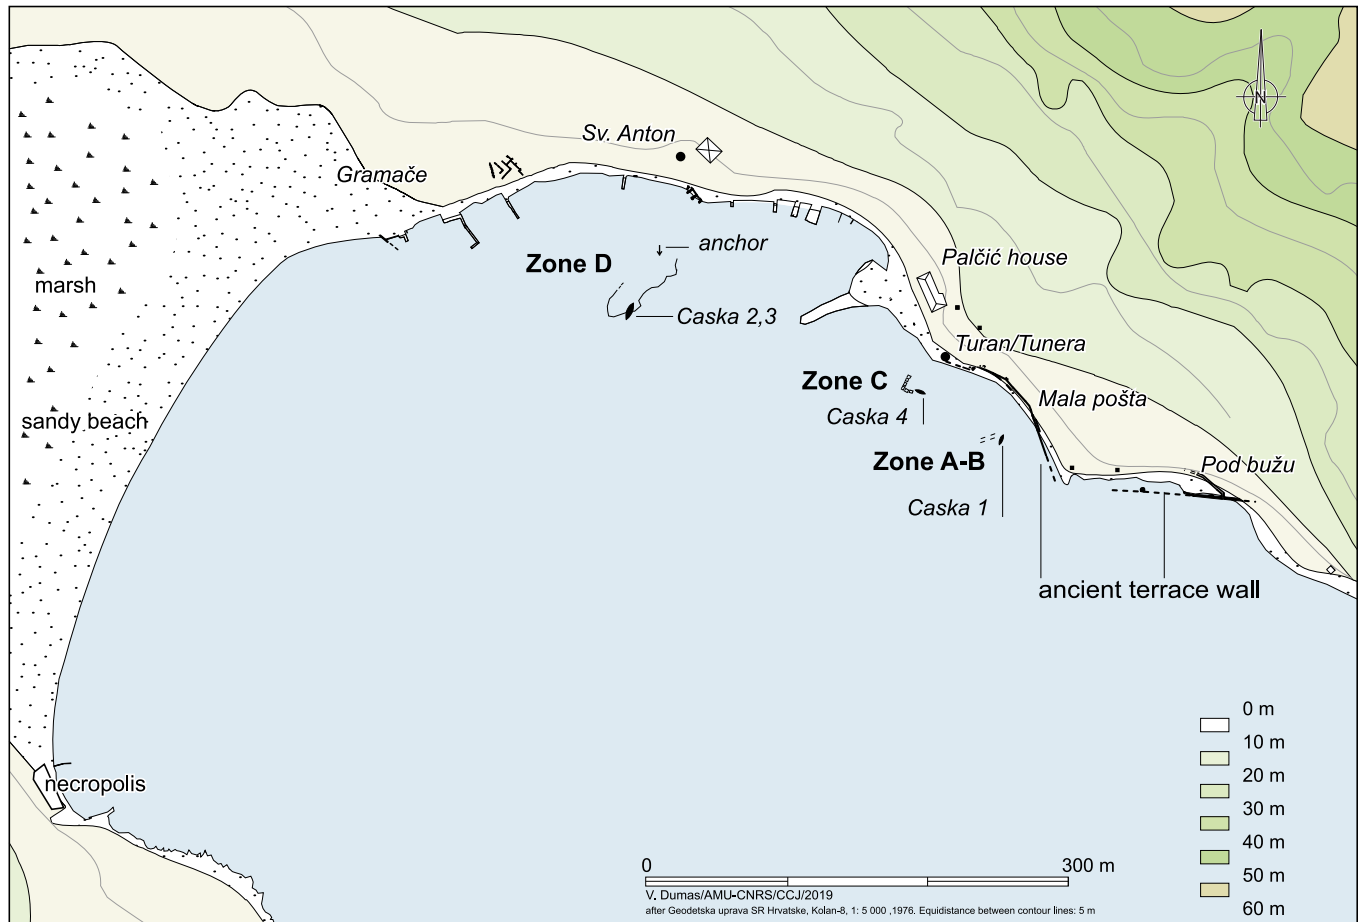 N
Sv. Anton
Gramače
anchor
Zone D
Palčić house
marsh
Caska 2,3
Turan/Tunera
Zone C
Mala pošta
sandy beach
Caska 4
Zone A-B
Pod bužu
Caska 1
ancient terrace wall
necropolis
0 m
10 m
20 m
30 m
40 m
50 m
60 m
0 300 m
V. Dumas/AMU-CNRS/CCJ/2019
after Geodetska uprava SR Hrvatske, Kolan-8, 1: 5 000 ,1976. Equidistance between contour lines: 5 m